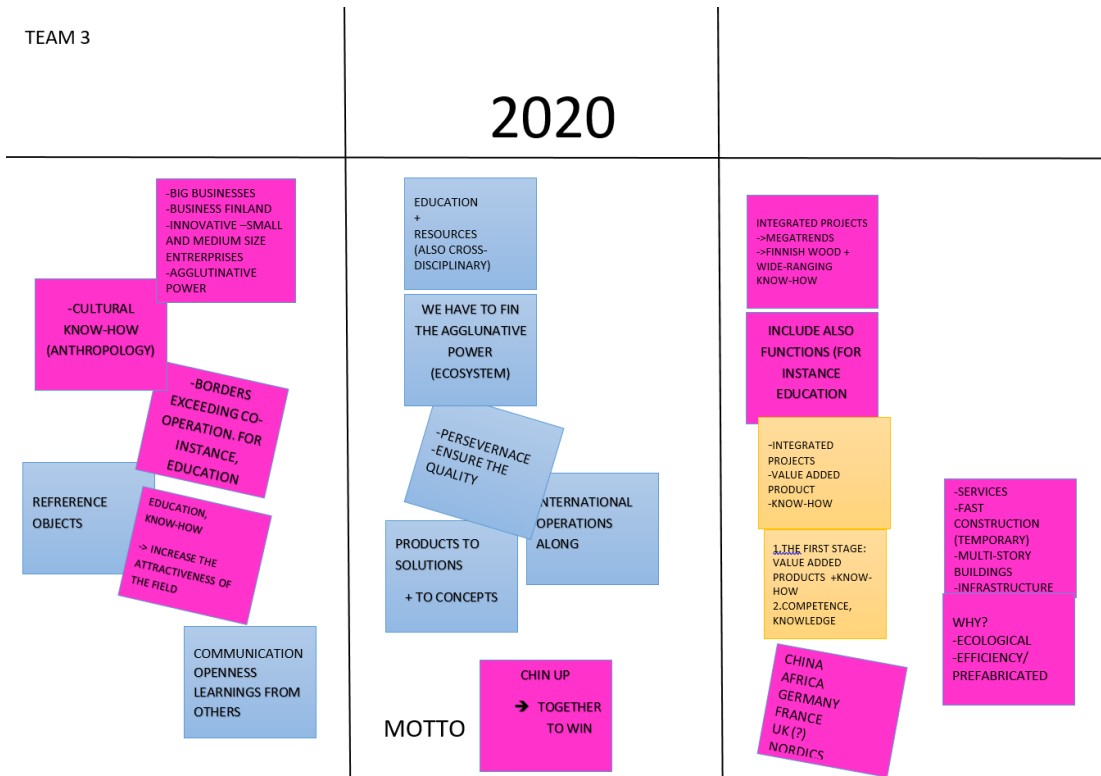 TEAM 3
2020
-BIG BUSINESSES
-BUSINESS FINLAND
-INNOVATIVE –SMALL
AND MEDIUM SIZE
ENTRERPRISES
-AGGLUTINATIVE
POWER
-CULTURAL
KNOW-HOW
(ANTHROPOLOGY)
-BORDERS
EXCEEDING CO-
OPERATION. FOR
INSTANCE,
EDUCATION
REFRERENCE
OBJECTS
EDUCATION,
KNOW-HOW
-> INCREASE THE
ATTRACTIVENESS OF
THE FIELD
COMMUNICATION
OPENNESS
LEARNINGS FROM
OTHERS
EDUCATION
+
RESOURCES
(ALSO CROSS-
DISCIPLINARY)
WE HAVE TO FIN
THE AGGLUNATIVE
POWER
(ECOSYSTEM)
-PERSEVERNACE
-ENSURE THE
QUALITY
INTERNATIONAL
OPERATIONS
ALONG
PRODUCTS TO
SOLUTIONS
+ TO CONCEPTS
MOTTO
CHIN UP
➔ TOGETHER
TO WIN
INTEGRATED PROJECTS
->MEGATRENDS
->FINNISH WOOD +
WIDE-RANGING
KNOW-HOW
INCLUDE ALSO
FUNCTIONS (FOR
INSTANCE
EDUCATION
-INTEGRATED
PROJECTS
-VALUE ADDED
PRODUCT
-KNOW-HOW
1.THE FIRST STAGE:
VALUE ADDED
PRODUCTS +KNOW-
HOW
2.COMPETENCE,
KNOWLEDGE
CHINA
AFRICA
GERMANY
FRANCE
UK (?)
NORDICS
-SERVICES
-FAST
CONSTRUCTION
(TEMPORARY)
-MULTI-STORY
BUILDINGS
-INFRASTRUCTURE
WHY?
-ECOLOGICAL
-EFFICIENCY/
PREFABRICATED